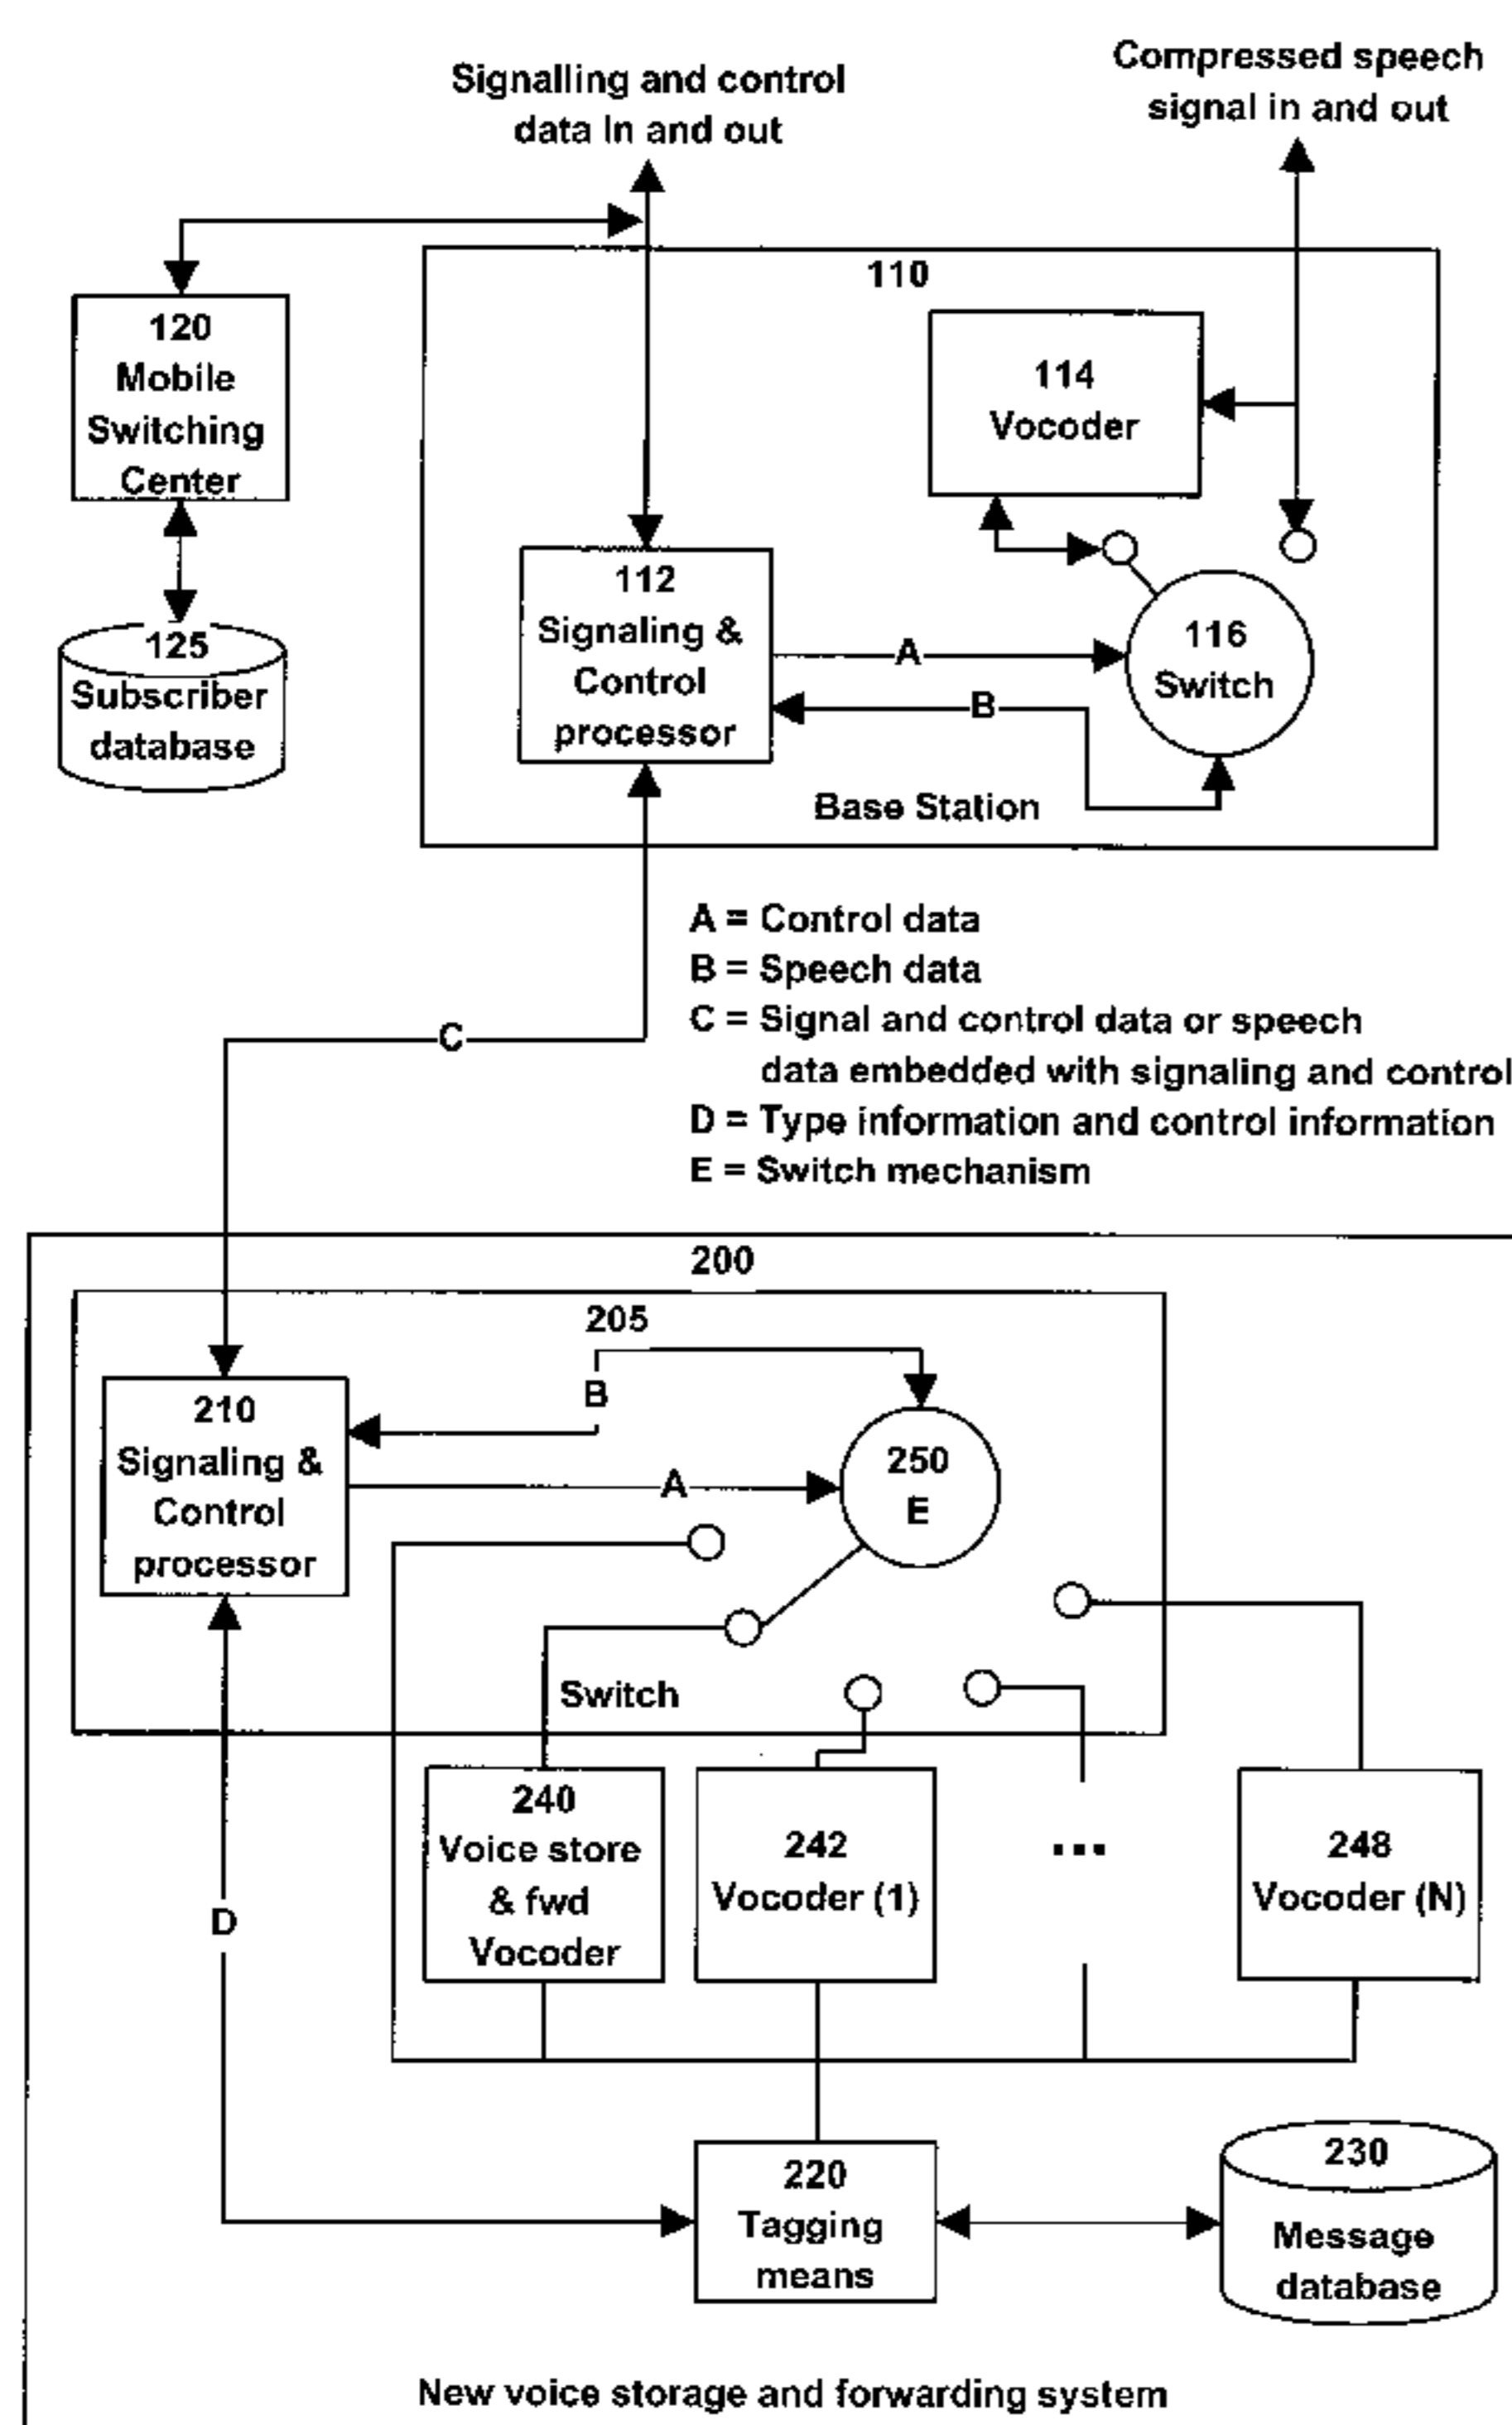 Signalling and control
data In and out
Compressed speech
signal in and out
110
120
Mobile
Switching
Center
114
Vocoder
112
Signaling &
Control
processor
A
B
116
Switch
125
Subscriber
database
Base Station
A = Control data
B = Speech data
C = Signal and control data or speech
data embedded with signaling and control
D = Type information and control information
E = Switch mechanism
C
200
205
B
210
Signaling &
Control
processor
A
250
E
Switch
240
Voice store
& fwd
Vocoder
242
Vocoder (1)
...
248
Vocoder (N)
D
220
Tagging
means
230
Message
database
New voice storage and forwarding system